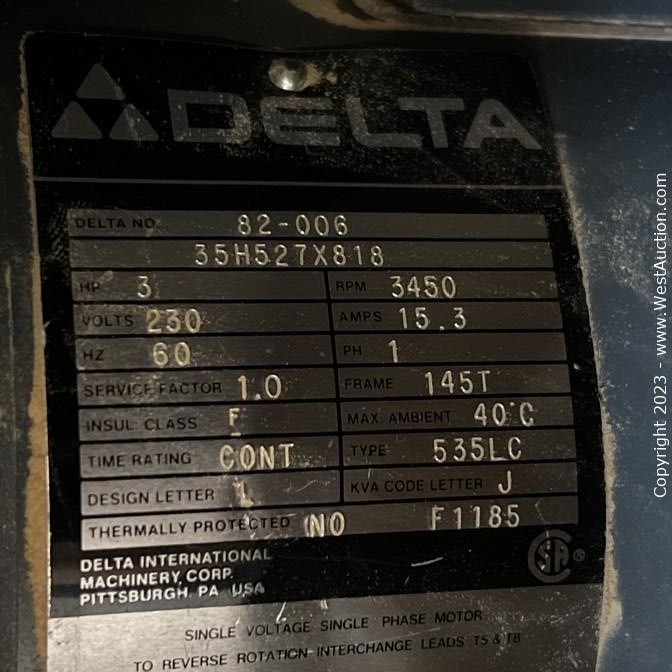 DELTA
DELTA NO. 82-006
35H527X818
HP 3 RPM 3450
VOLTS 230 AMPS 15.3
HZ 60 PH 1
SERVICE FACTOR 1.0 FRAME 145T
INSUL. CLASS F MAX. AMBIENT 40°C
TIME RATING CONT TYPE 535LC
DESIGN LETTER L KVA CODE LETTER J
THERMALLY PROTECTED NO F1185
DELTA INTERNATIONAL
MACHINERY CORP.
PITTSBURGH, PA USA
SINGLE VOLTAGE SINGLE PHASE MOTOR
TO REVERSE ROTATION-INTERCHANGE LEADS T5 & T8
Copyright 2023 - www.WestAuction.com